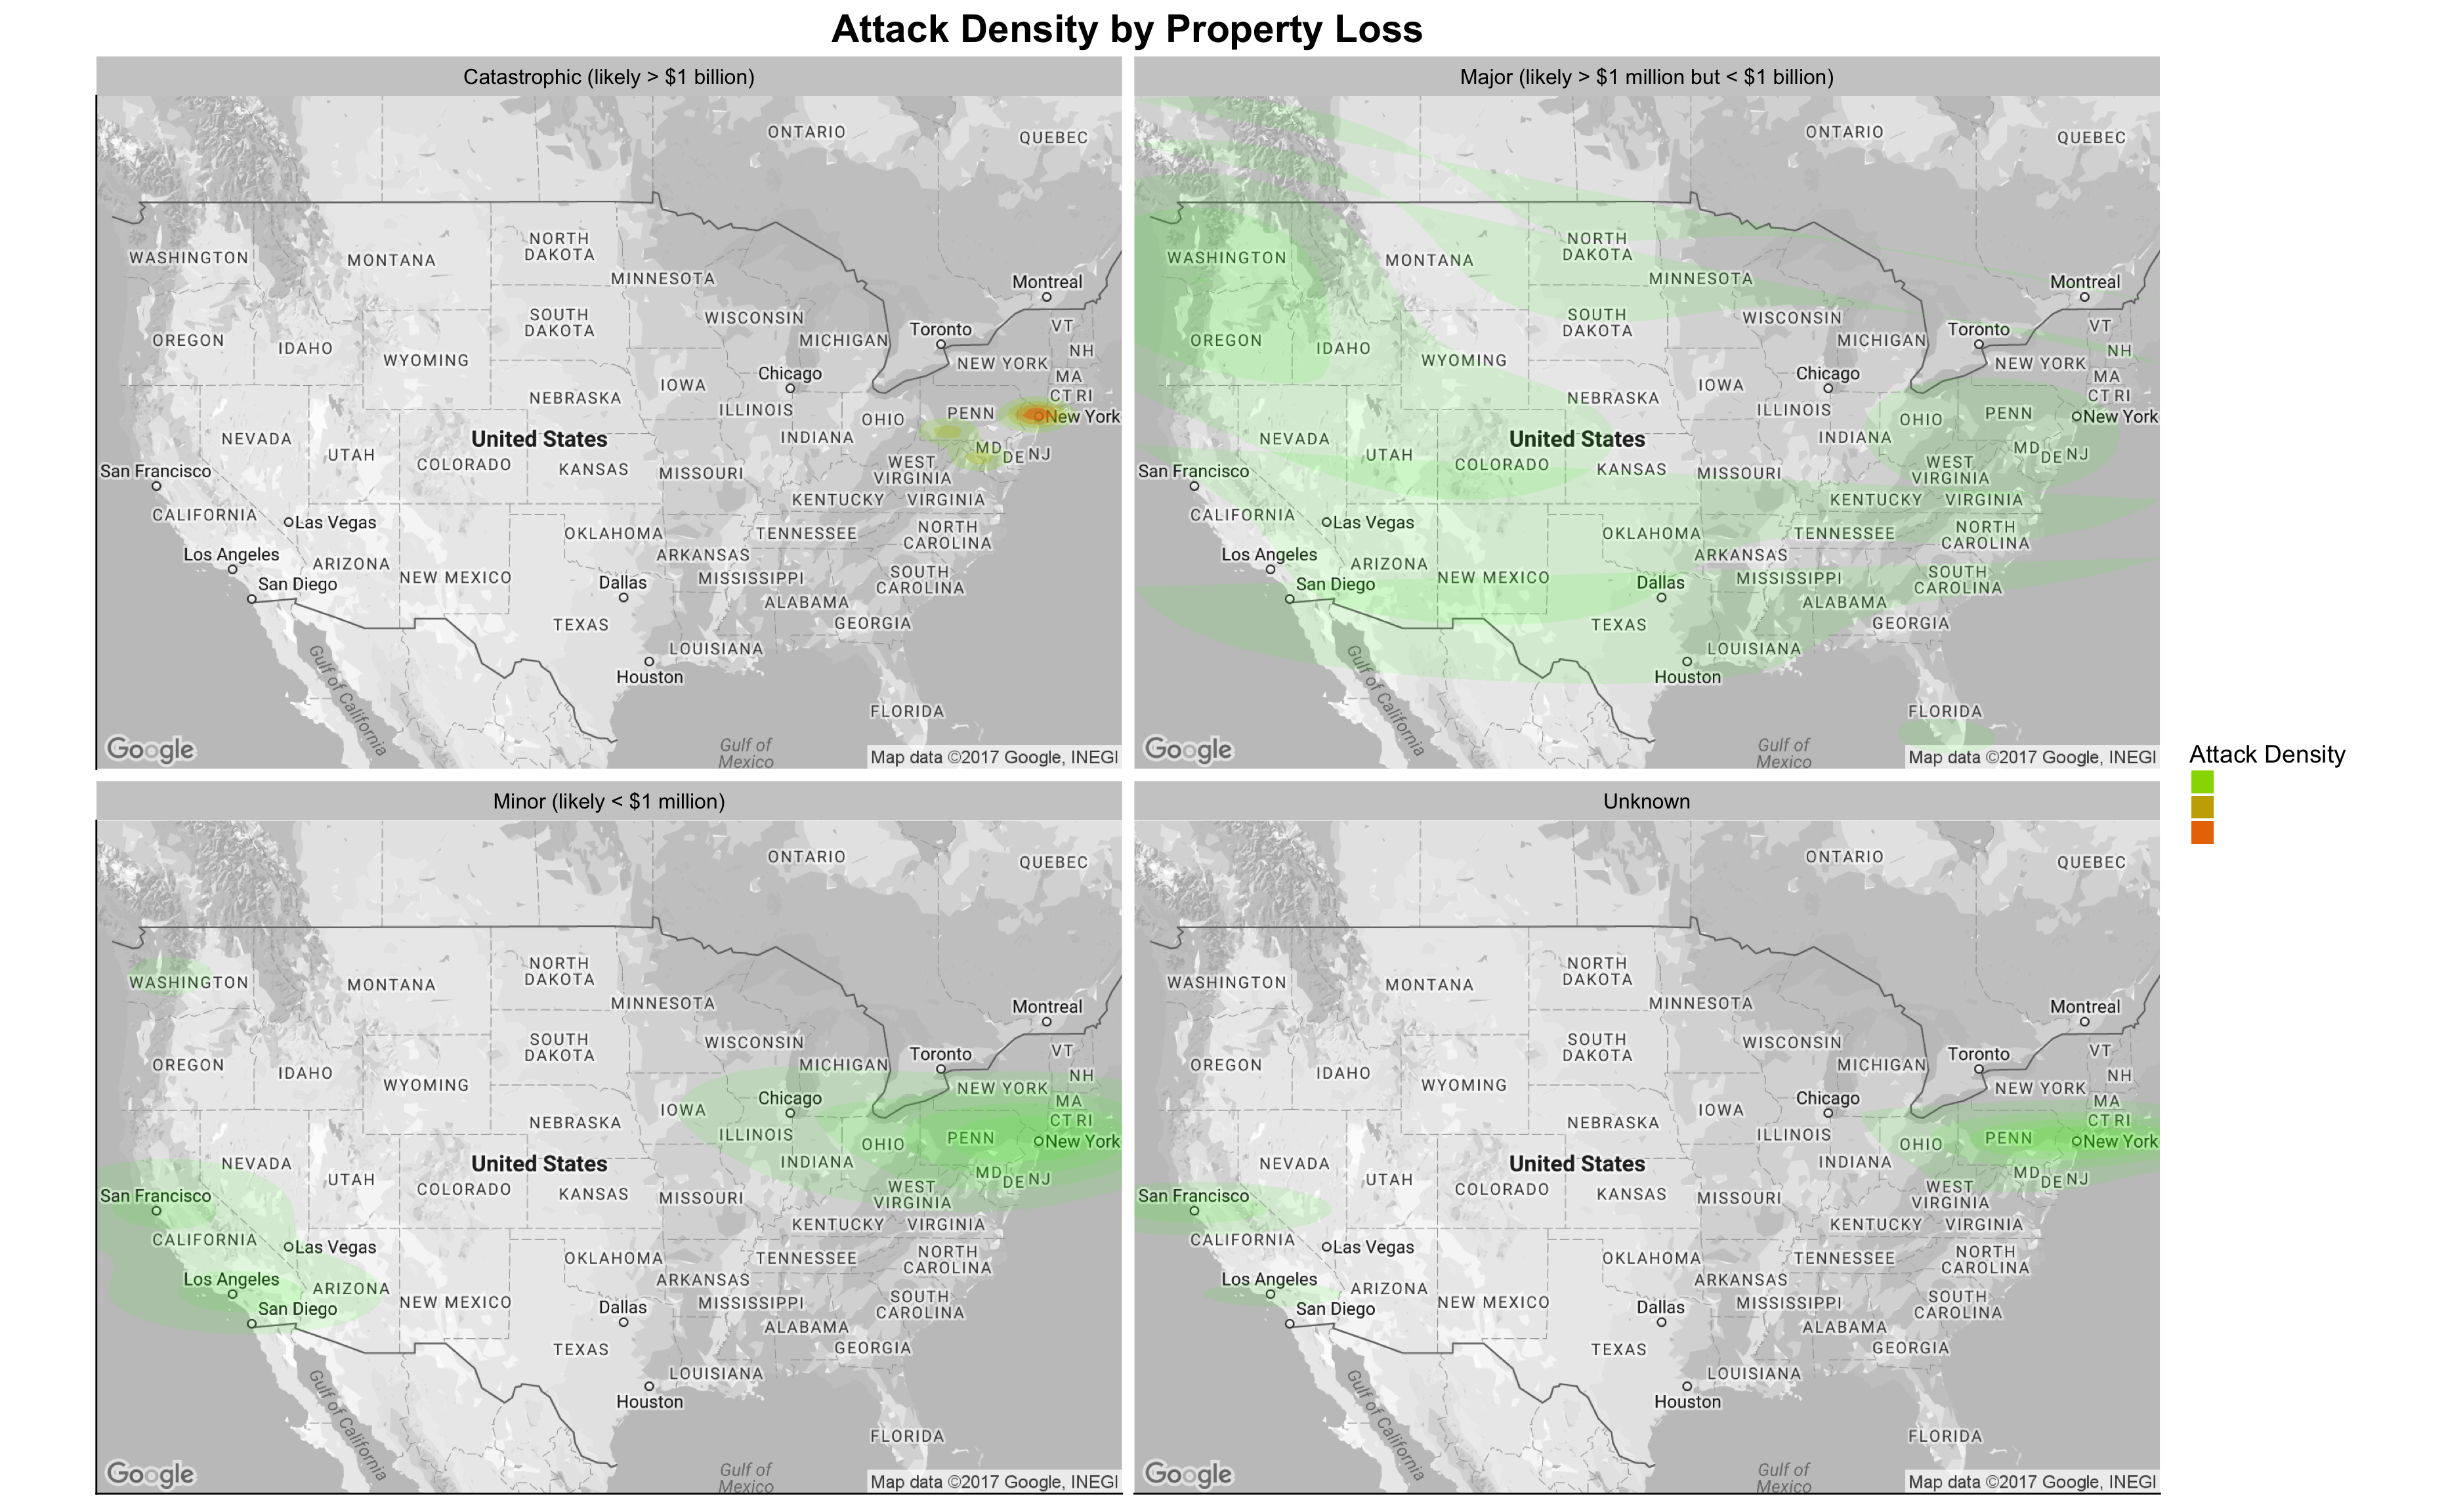 Attack Density by Property Loss
Catastrophic (likely > $1 billion)
ONTARIO
QUEBEC
WASHINGTON
MONTANA
NORTH
DAKOTA
MINNESOTA
Montreal
OREGON
IDAHO
WYOMING
SOUTH
DAKOTA
WISCONSIN
MICHIGAN
Toronto
VT
NH
NEW YORK
MA
CT RI
Chicago
IOWA
NEBRASKA
ILLINOIS
OHIO
PENN
New York
NEVADA
UTAH
United States
COLORADO
KANSAS
MISSOURI
INDIANA
MD
DE
NJ
WEST
VIRGINIA
San Francisco
KENTUCKY
VIRGINIA
CALIFORNIA
Las Vegas
OKLAHOMA
TENNESSEE
NORTH
CAROLINA
Los Angeles
ARIZONA
NEW MEXICO
ARKANSAS
San Diego
Dallas
MISSISSIPPI
SOUTH
CAROLINA
ALABAMA
TEXAS
GEORGIA
LOUISIANA
Houston
Gulf of California
FLORIDA
Gulf of
Mexico
Google
Map data ©2017 Google, INEGI
Major (likely > $1 million but < $1 billion)
ONTARIO
QUEBEC
WASHINGTON
MONTANA
NORTH
DAKOTA
MINNESOTA
Montreal
OREGON
IDAHO
WYOMING
SOUTH
DAKOTA
WISCONSIN
MICHIGAN
Toronto
VT
NH
NEW YORK
MA
CT RI
Chicago
IOWA
NEBRASKA
ILLINOIS
OHIO
PENN
New York
NEVADA
UTAH
United States
COLORADO
KANSAS
MISSOURI
INDIANA
MD
DE
NJ
WEST
VIRGINIA
San Francisco
KENTUCKY
VIRGINIA
CALIFORNIA
Las Vegas
OKLAHOMA
TENNESSEE
NORTH
CAROLINA
Los Angeles
ARIZONA
NEW MEXICO
ARKANSAS
San Diego
Dallas
MISSISSIPPI
SOUTH
CAROLINA
ALABAMA
TEXAS
GEORGIA
LOUISIANA
Houston
Gulf of California
FLORIDA
Gulf of
Mexico
Google
Map data ©2017 Google, INEGI
Minor (likely < $1 million)
ONTARIO
QUEBEC
WASHINGTON
MONTANA
NORTH
DAKOTA
MINNESOTA
Montreal
OREGON
IDAHO
WYOMING
SOUTH
DAKOTA
WISCONSIN
MICHIGAN
Toronto
VT
NH
NEW YORK
MA
CT RI
Chicago
IOWA
NEBRASKA
ILLINOIS
OHIO
PENN
New York
NEVADA
UTAH
United States
COLORADO
KANSAS
MISSOURI
INDIANA
MD
DE
NJ
WEST
VIRGINIA
San Francisco
KENTUCKY
VIRGINIA
CALIFORNIA
Las Vegas
OKLAHOMA
TENNESSEE
NORTH
CAROLINA
Los Angeles
ARIZONA
NEW MEXICO
ARKANSAS
San Diego
Dallas
MISSISSIPPI
SOUTH
CAROLINA
ALABAMA
TEXAS
GEORGIA
LOUISIANA
Houston
Gulf of California
FLORIDA
Gulf of
Mexico
Google
Map data ©2017 Google, INEGI
Unknown
ONTARIO
QUEBEC
WASHINGTON
MONTANA
NORTH
DAKOTA
MINNESOTA
Montreal
OREGON
IDAHO
WYOMING
SOUTH
DAKOTA
WISCONSIN
MICHIGAN
Toronto
VT
NH
NEW YORK
MA
CT RI
Chicago
IOWA
NEBRASKA
ILLINOIS
OHIO
PENN
New York
NEVADA
UTAH
United States
COLORADO
KANSAS
MISSOURI
INDIANA
MD
DE
NJ
WEST
VIRGINIA
San Francisco
KENTUCKY
VIRGINIA
CALIFORNIA
Las Vegas
OKLAHOMA
TENNESSEE
NORTH
CAROLINA
Los Angeles
ARIZONA
NEW MEXICO
ARKANSAS
San Diego
Dallas
MISSISSIPPI
SOUTH
CAROLINA
ALABAMA
TEXAS
GEORGIA
LOUISIANA
Houston
Gulf of California
FLORIDA
Gulf of
Mexico
Google
Map data ©2017 Google, INEGI
Attack Density